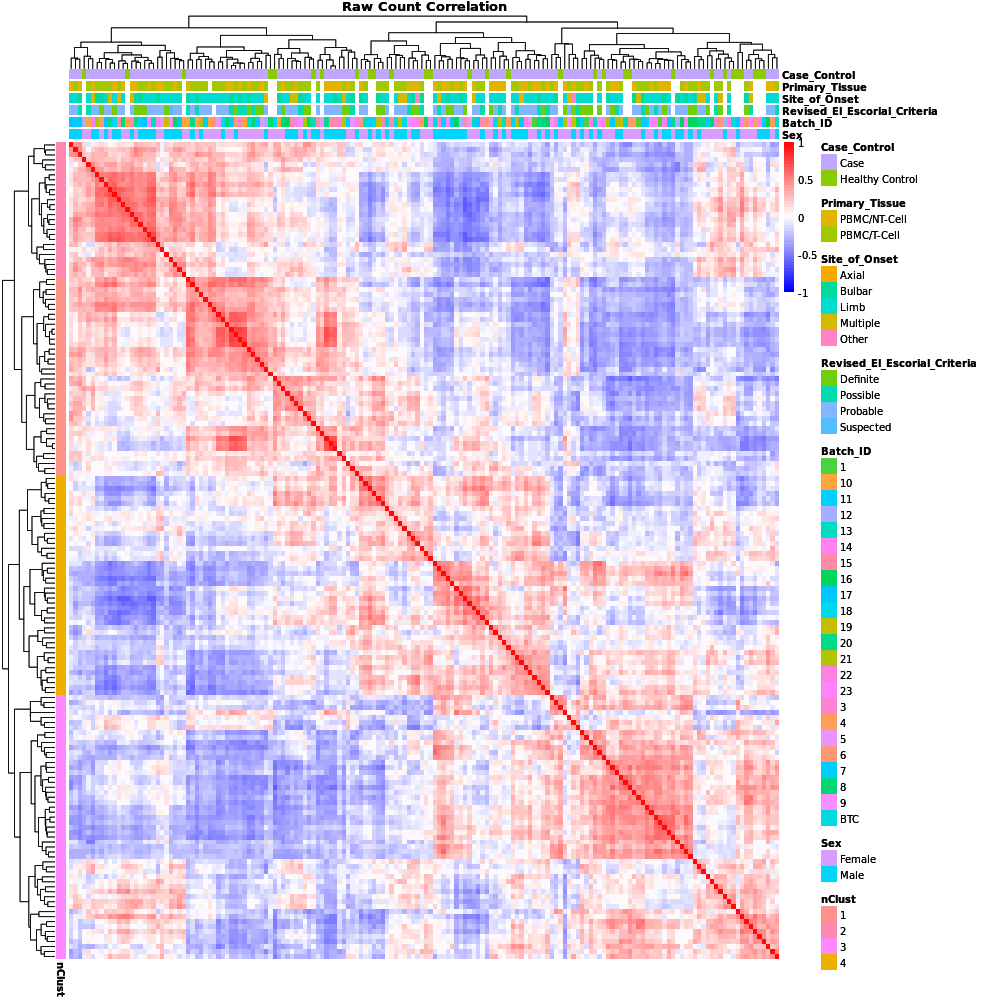 Raw Count Correlation
Case_Control
Primary_Tissue
Site_of_Onset
Revised_El_Escorial_Criteria
Batch_ID
Sex
1
0.5
0
-0.5
-1
Case_Control
Case
Healthy Control
Primary_Tissue
PBMC/NT-Cell
PBMC/T-Cell
Site_of_Onset
Axial
Bulbar
Limb
Multiple
Other
Revised_El_Escorial_Criteria
Definite
Possible
Probable
Suspected
Batch_ID
1
10
11
12
13
14
15
16
17
18
19
20
21
22
23
3
4
5
6
7
8
9
BTC
Sex
Female
Male
nClust
1
2
3
4
nClust